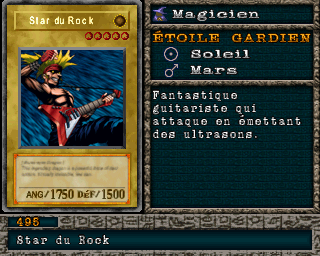 Star du Rock
ANG/1750 DÉF/1500
Magicien
ÉTOILE GARDIEN
Soleil
Mars
Fantastique
guitariste qui
attaque en émettant
des ultrasons.
495
Star du Rock